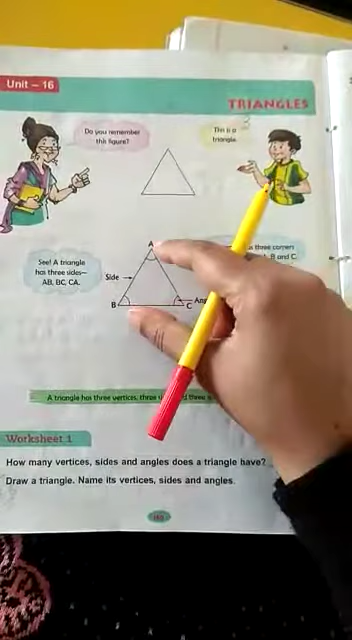 Unit – 16
TRIANGLES
Do you remember
this figure?
This is a
triangle.
See! A triangle
has three sides–
AB, BC, CA.
A
Side
B
C
three corners
B and C
A triangle has three vertices, three
Worksheet 1
How many vertices, sides and angles does a triangle have?
Draw a triangle. Name its vertices, sides and angles.